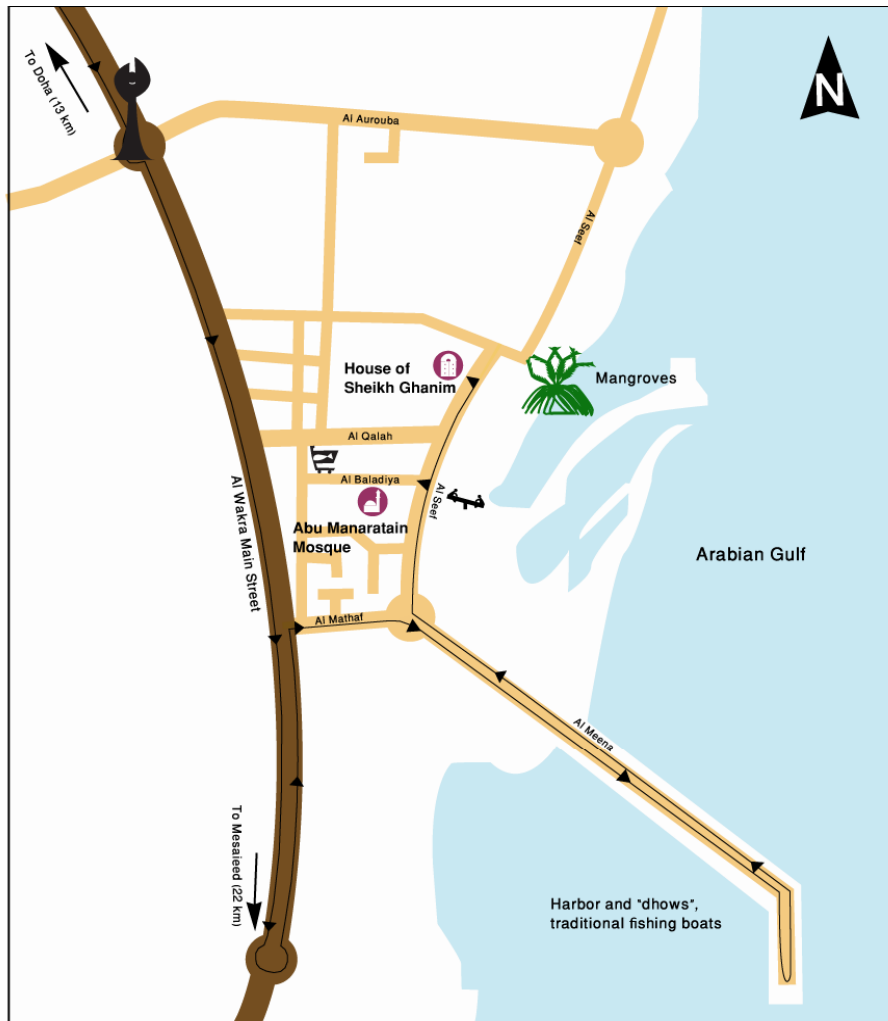 To Doha (13 km)
N
Al Aurouba
Al Seef
House of
Sheikh Ghanim
Mangroves
Al Qalah
Al Baladiya
Al Seef
Abu Manaratain
Mosque
Al Wakra Main Street
Arabian Gulf
Al Mathaf
Al Meena
To Mesaieed (22 km)
Harbor and "dhows",
traditional fishing boats